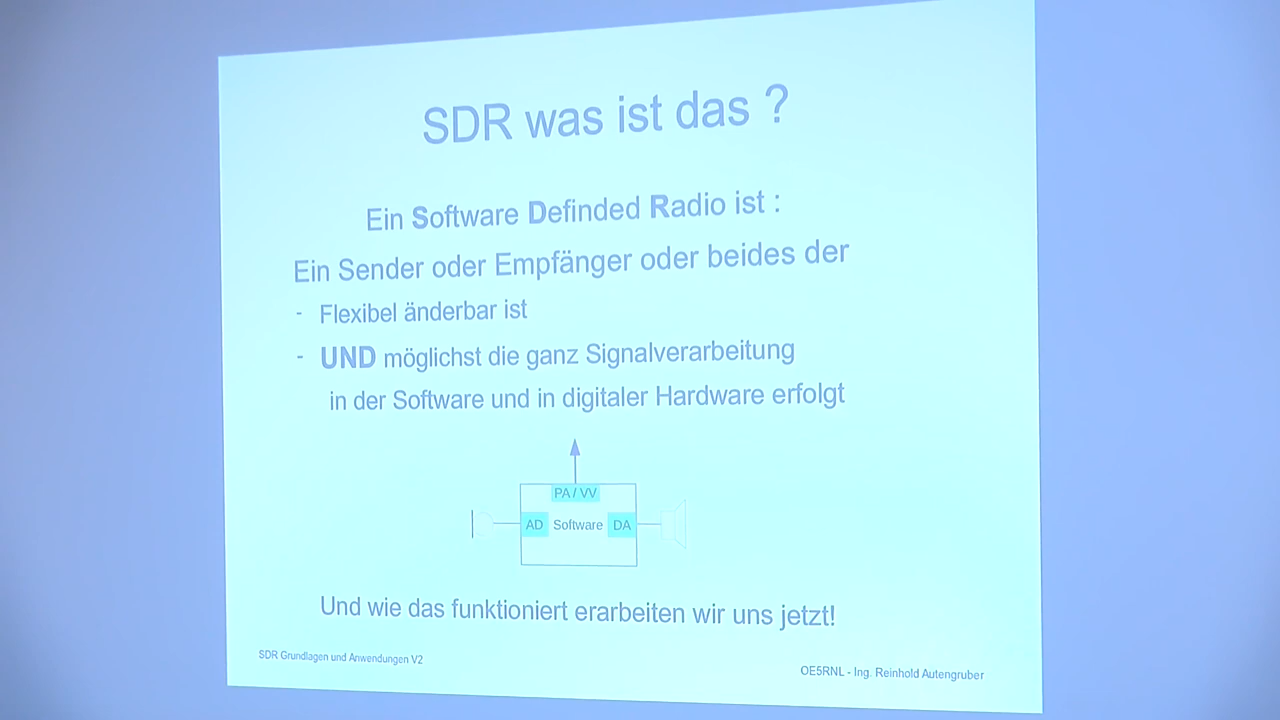 SDR was ist das ?
Ein Software Definded Radio ist :
Ein Sender oder Empfänger oder beides der
- Flexibel änderbar ist
- UND möglichst die ganz Signalverarbeitung
in der Software und in digitaler Hardware erfolgt
PA / VV
AD Software DA
Und wie das funktioniert erarbeiten wir uns jetzt!
SDR Grundlagen und Anwendungen V2
OE5RNL - Ing. Reinhold Autengruber